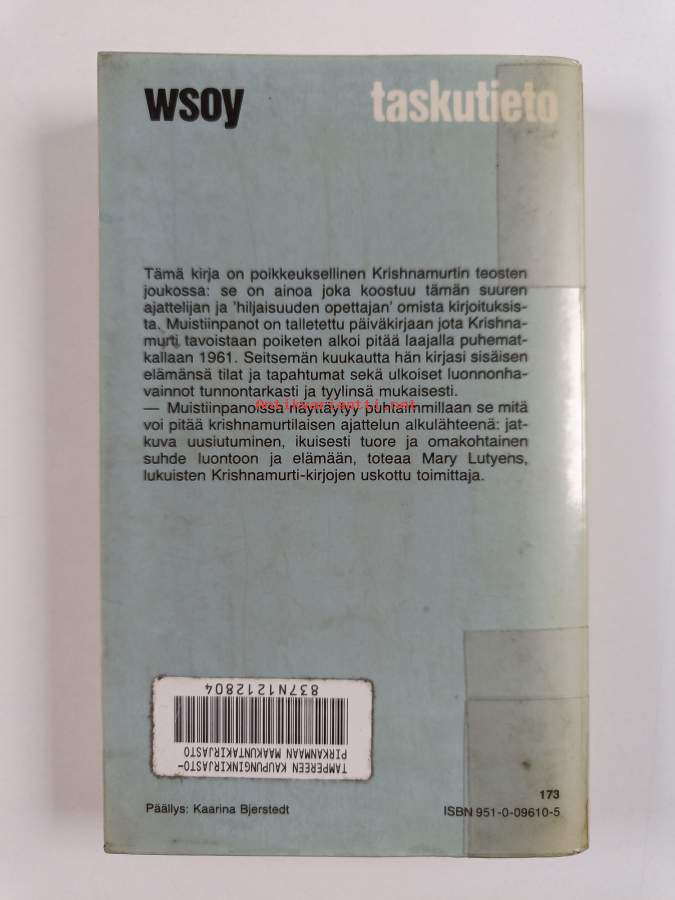 wsoy taskutieto
Tämä kirja on poikkeuksellinen Krishnamurtin teosten
joukossa: se on ainoa joka koostuu tämän suuren
ajattelijan ja 'hiljaisuuden opettajan' omista kirjoituksis-
ta. Muistiinpanot on talletettu päiväkirjaan jota Krishna-
murti tavoistaan poiketen alkoi pitää laajalla puhemat-
kallaan 1961. Seitsemän kuukautta hän kirjasi sisäisen
elämänsä tilat ja tapahtumat sekä ulkoiset luonnonha-
vainnot tunnontarkasti ja tyylinsä mukaisesti.
Antikvariaatti.net
— Muistiinpanoissa näyttäytyy puhtaimmillaan se mitä
voi pitää krishnamurtilaisen ajattelun alkulähteenä: jat-
kuva uusiutuminen, ikuisesti tuore ja omakohtainen
suhde luontoon ja elämään, toteaa Mary Lutyens,
lukuisten Krishnamurti-kirjojen uskottu toimittaja.
TAMPEREEN KAUPUNGINKIRJASTO-
PIRKANMAAN MAAKUNTAKIRJASTO
837N1212804
173
Päällys: Kaarina Bjerstedt ISBN 951-0-09610-5